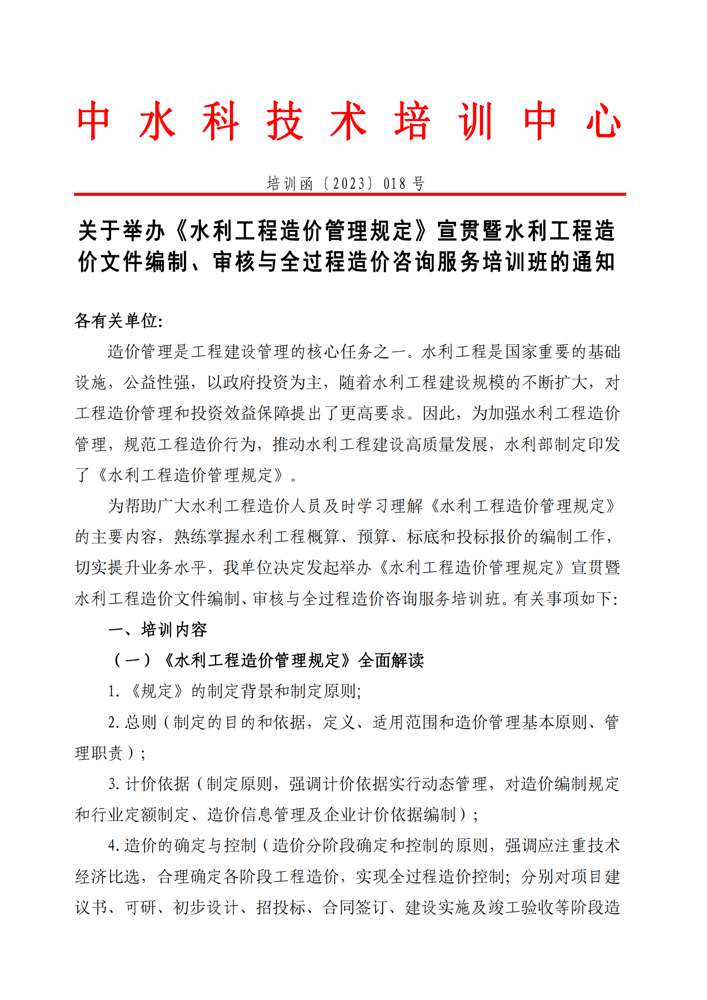 中水科技术培训中心
培训函〔2023〕018 号
关于举办《水利工程造价管理规定》宣贯暨水利工程造
价文件编制、审核与全过程造价咨询服务培训班的通知
各有关单位:
造价管理是工程建设管理的核心任务之一。水利工程是国家重要的基础
设施，公益性强，以政府投资为主，随着水利工程建设规模的不断扩大，对
工程造价管理和投资效益保障提出了更高要求。因此，为加强水利工程造价
管理，规范工程造价行为，推动水利工程建设高质量发展，水利部制定印发
了《水利工程造价管理规定》。
为帮助广大水利工程造价人员及时学习理解《水利工程造价管理规定》
的主要内容，熟练掌握水利工程概算、预算、标底和投标报价的编制工作，
切实提升业务水平，我单位决定发起举办《水利工程造价管理规定》宣贯暨
水利工程造价文件编制、审核与全过程造价咨询服务培训班。有关事项如下：
一、培训内容
（一）《水利工程造价管理规定》全面解读
1.《规定》的制定背景和制定原则；
2. 总则（制定的目的和依据，定义、适用范围和造价管理基本原则、管
理职责）；
3. 计价依据（制定原则，强调计价依据实行动态管理，对造价编制规定
和行业定额制定、造价信息管理及企业计价依据编制）；
4. 造价的确定与控制（造价分阶段确定和控制的原则，强调应注重技术
经济比选，合理确定各阶段工程造价，实现全过程造价控制；分别对项目建
议书、可研、初步设计、招投标、合同签订、建设实施及竣工验收等阶段造